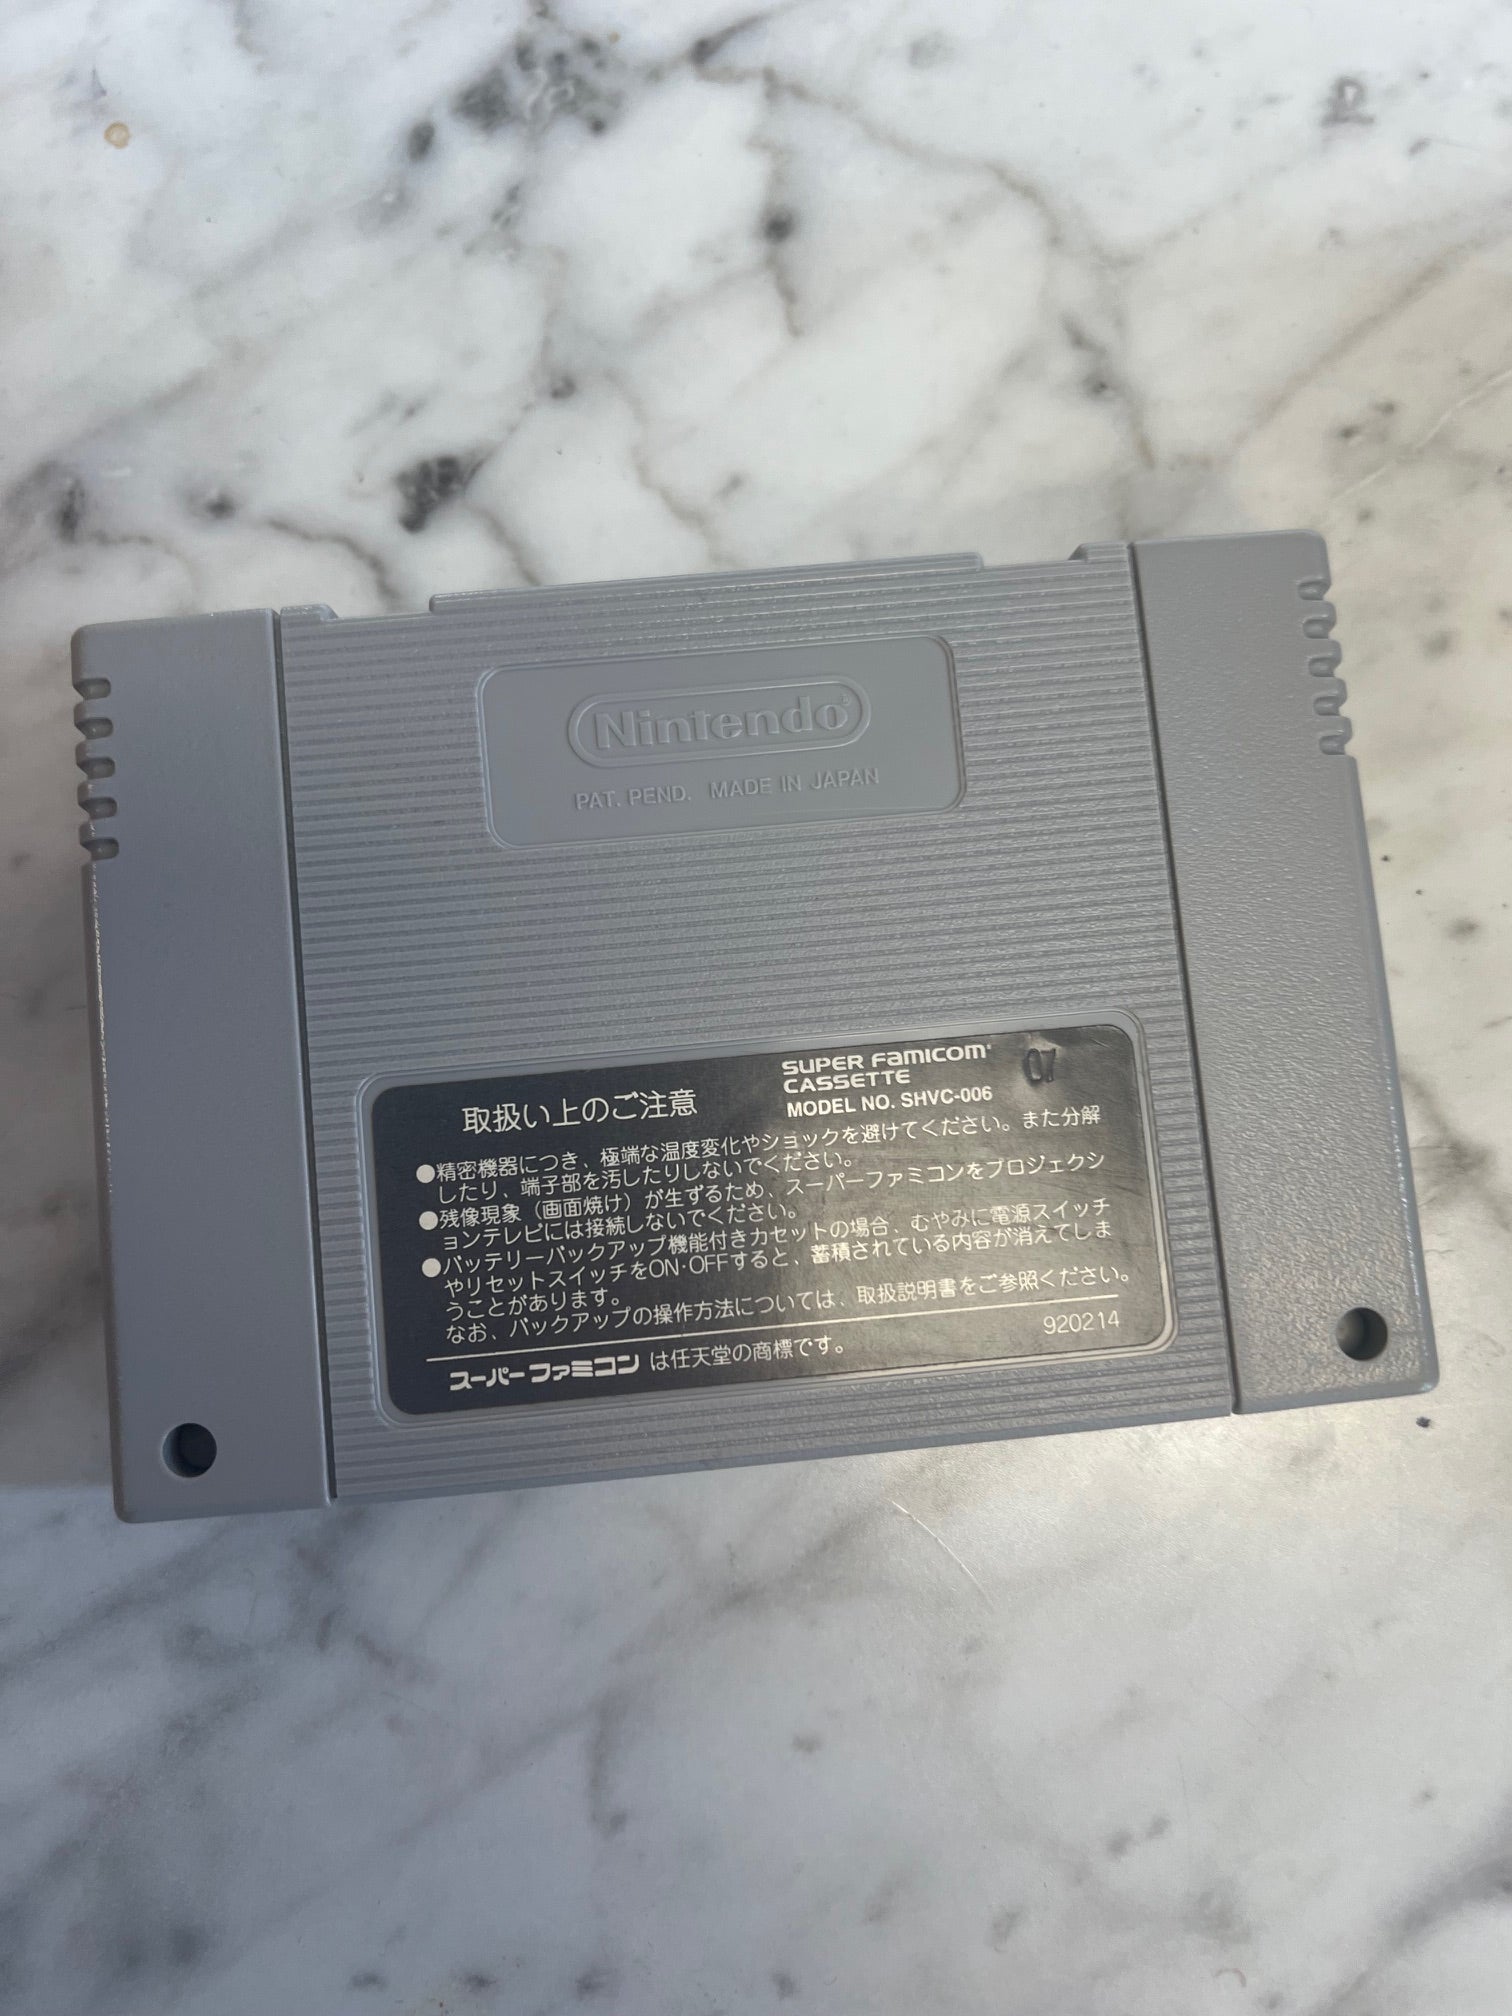 Nintendo®
PAT. PEND. MADE IN JAPAN
SUPER FAMICOM®
CASSETTE
MODEL NO. SHVC-006
07
取扱い上のご注意
●精密機器につき、極端な温度変化やショックを避けてください。また分解
したり、端子部を汚したりしないでください。
●残像現象(画面焼け)が生ずるため、スーパーファミコンをプロジェクシ
ョンテレビには接続しないでください。
●バッテリーバックアップ機能付きカセットの場合、むやみに電源スイッチ
やリセットスイッチをON·OFFすると、蓄積されている内容が消えてしま
うことがあります。
なお、バックアップの操作方法については、取扱説明書をご参照ください。
スーパーファミコン は任天堂の商標です。
920214